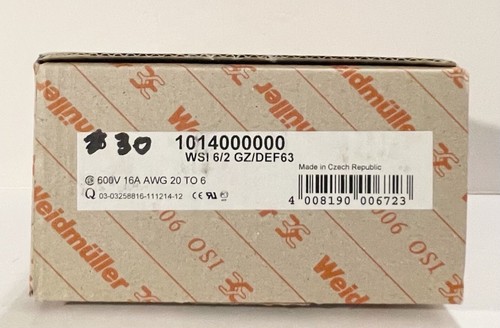 #30
1014000000
WSI 6/2 GZ/DEF63
Made in Czech Republic
600V 16A AWG 20 TO 6
Q 03-03258816-111214-12
4 008190 006723
Weidmüller
ISO 9001
Weidmüller
ISO 9001
Weidmüller